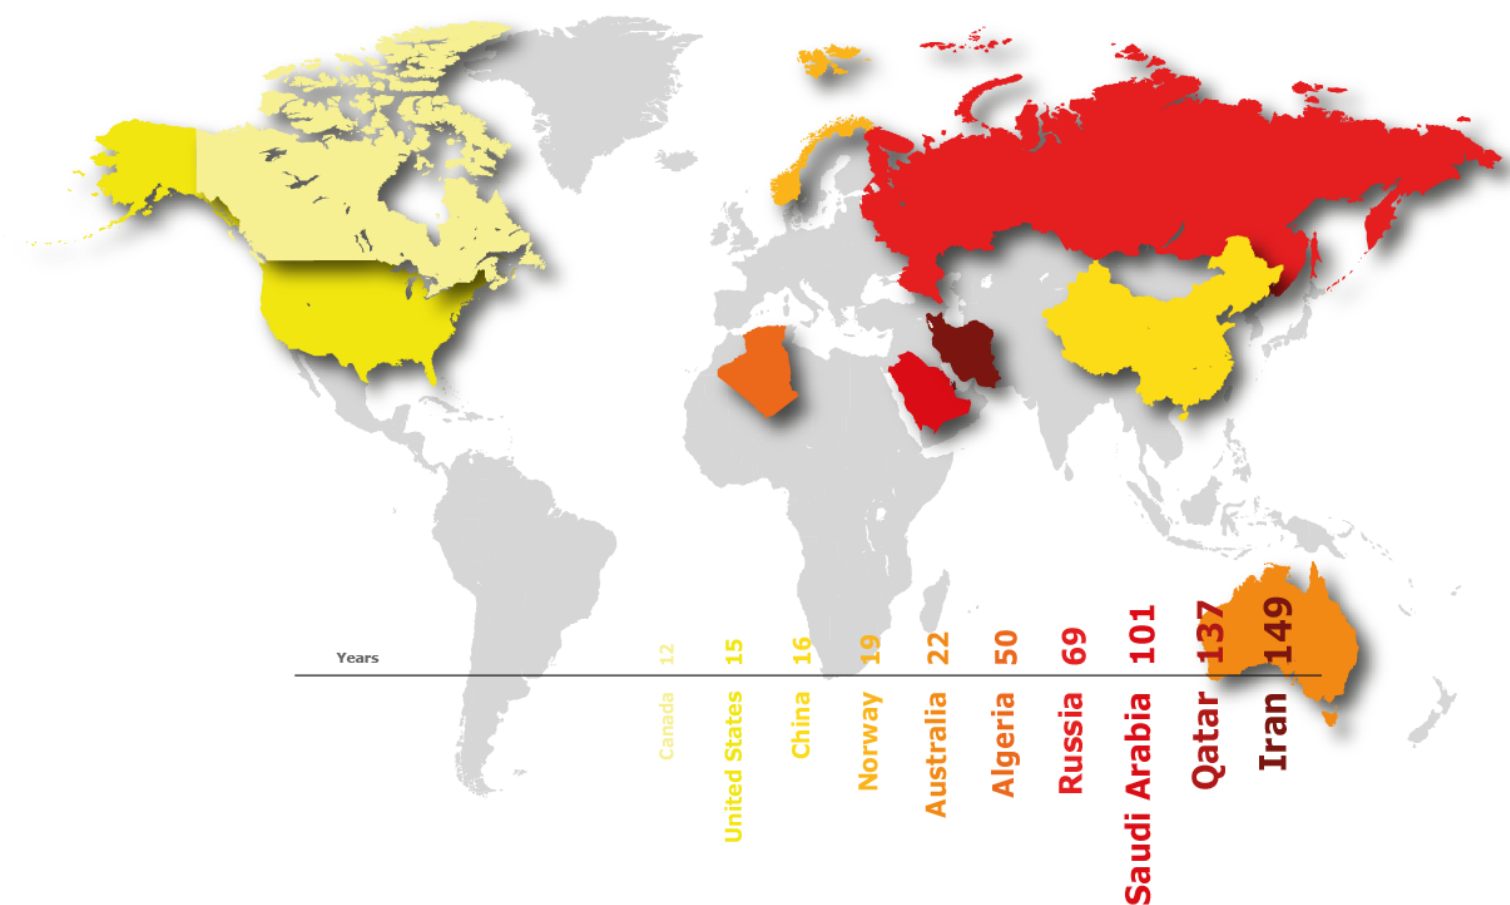 Years
12
15
16
19
22
50
69
101
137
149
Canada
United States
China
Norway
Australia
Algeria
Russia
Saudi Arabia
Qatar
Iran